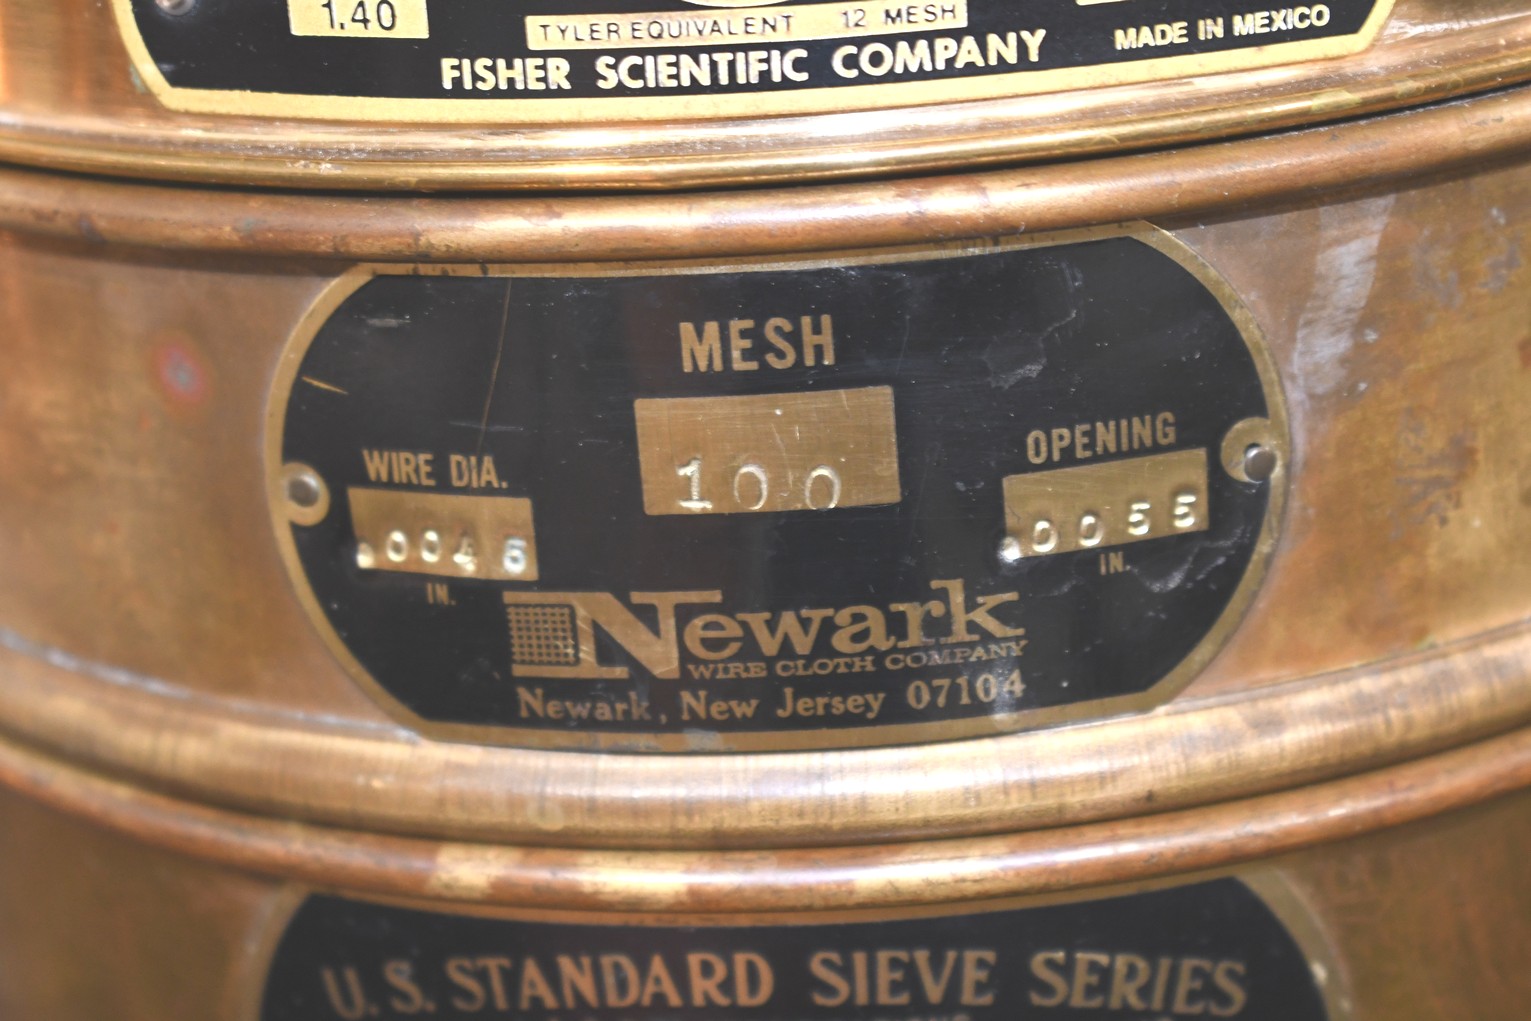 1.40
TYLER EQUIVALENT 12 MESH
FISHER SCIENTIFIC COMPANY
MADE IN MEXICO
MESH
100
WIRE DIA.
.0045
IN.
OPENING
.0055
IN.
Newark
WIRE CLOTH COMPANY
Newark, New Jersey 07104
U.S. STANDARD SIEVE SERIES